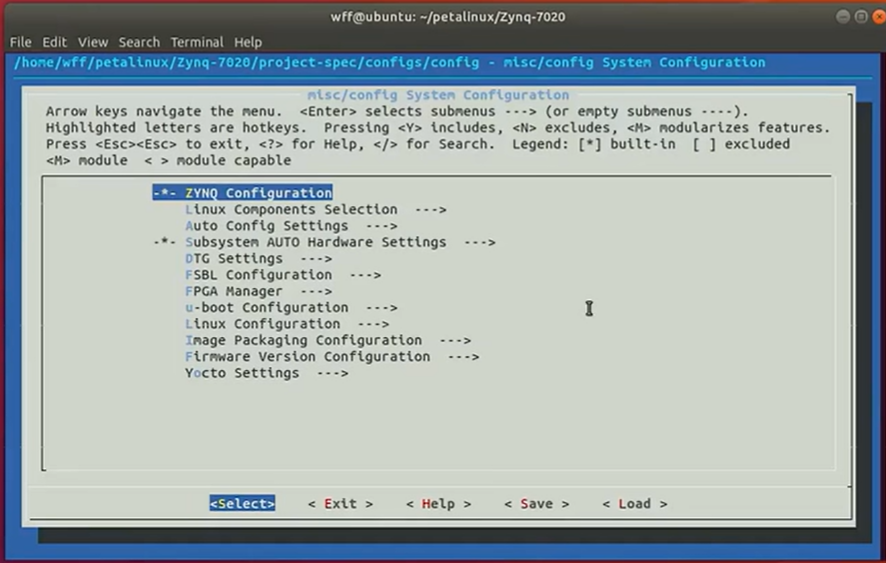 wff@ubuntu: ~/petalinux/Zynq-7020
File Edit View Search Terminal Help
/home/wff/petalinux/Zynq-7020/project-spec/configs/config - misc/config System Configuration
misc/config System Configuration
Arrow keys navigate the menu. <Enter> selects submenus ---> (or empty submenus ----).
Highlighted letters are hotkeys. Pressing <Y> includes, <N> excludes, <M> modularizes features.
Press <Esc><Esc> to exit, <?> for Help, </> for Search. Legend: [*] built-in [ ] excluded
<M> module < > module capable
-*- ZYNQ Configuration
Linux Components Selection --->
Auto Config Settings --->
-*- Subsystem AUTO Hardware Settings --->
DTG Settings --->
FSBL Configuration --->
FPGA Manager --->
u-boot Configuration --->
Linux Configuration --->
Image Packaging Configuration --->
Firmware Version Configuration --->
Yocto Settings --->
<Select> < Exit > < Help > < Save > < Load >